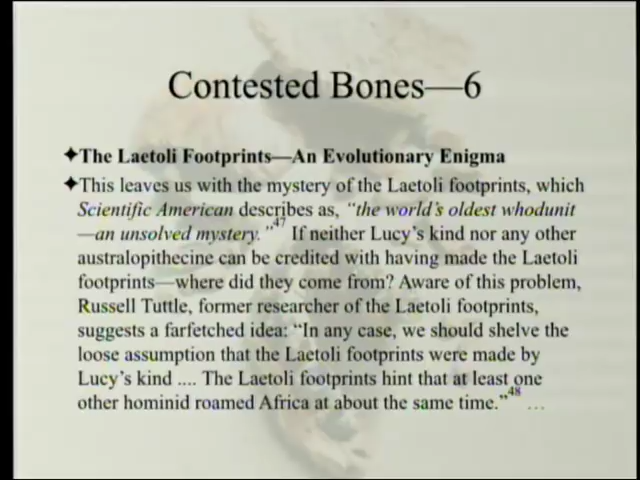 Contested Bones—6
✦The Laetoli Footprints—An Evolutionary Enigma
✦This leaves us with the mystery of the Laetoli footprints, which
Scientific American describes as, "the world's oldest whodunit
—an unsolved mystery."47 If neither Lucy's kind nor any other
australopithecine can be credited with having made the Laetoli
footprints—where did they come from? Aware of this problem,
Russell Tuttle, former researcher of the Laetoli footprints,
suggests a farfetched idea: "In any case, we should shelve the
loose assumption that the Laetoli footprints were made by
Lucy's kind .... The Laetoli footprints hint that at least one
other hominid roamed Africa at about the same time."48 ...